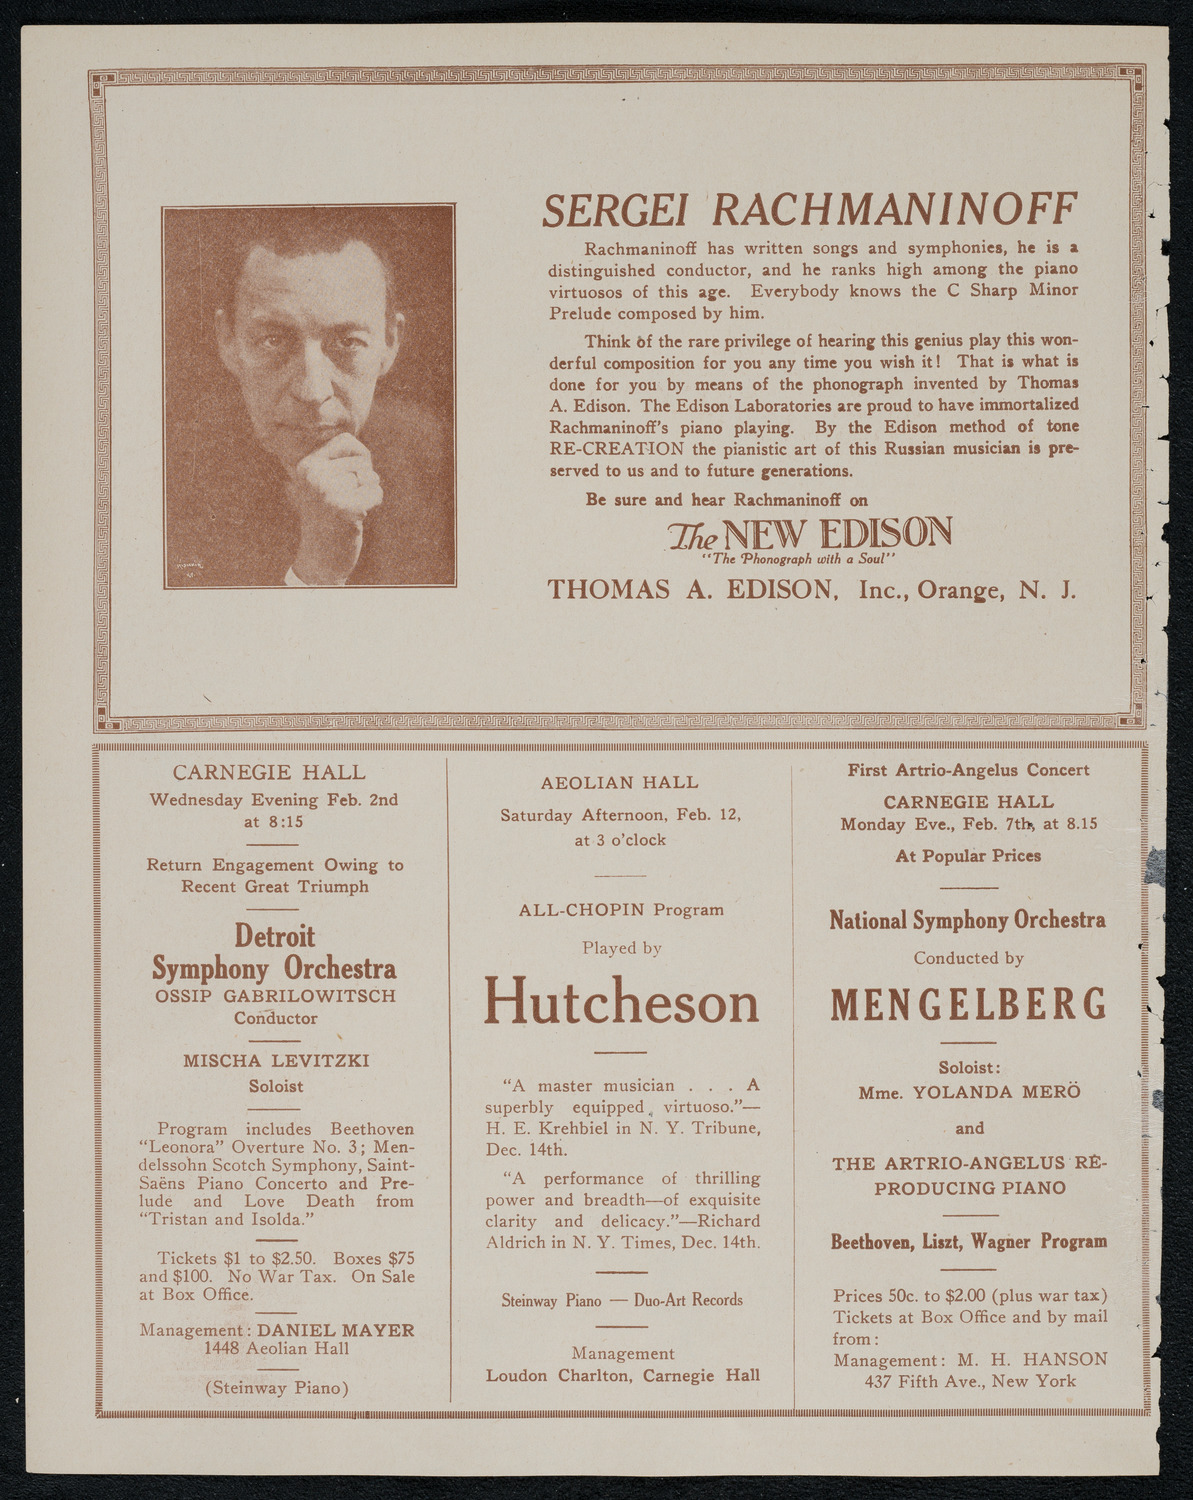 SERGEI RACHMANINOFF
Rachmaninoff has written songs and symphonies, he is a
distinguished conductor, and he ranks high among the piano
virtuosos of this age. Everybody knows the C Sharp Minor
Prelude composed by him.
Think of the rare privilege of hearing this genius play this won-
derful composition for you any time you wish it! That is what is
done for you by means of the phonograph invented by Thomas
A. Edison. The Edison Laboratories are proud to have immortalized
Rachmaninoff's piano playing. By the Edison method of tone
RE-CREATION the pianistic art of this Russian musician is pre-
served to us and to future generations.
Be sure and hear Rachmaninoff on
The NEW EDISON
"The Phonograph with a Soul"
THOMAS A. EDISON, Inc., Orange, N. J.
CARNEGIE HALL
Wednesday Evening Feb. 2nd
at 8:15
Return Engagement Owing to
Recent Great Triumph
Detroit
Symphony Orchestra
OSSIP GABRILOWITSCH
Conductor
MISCHA LEVITZKI
Soloist
Program includes Beethoven
"Leonora" Overture No. 3; Men-
delssohn Scotch Symphony, Saint-
Saëns Piano Concerto and Pre-
lude and Love Death from
"Tristan and Isolda."
Tickets $1 to $2.50. Boxes $75
and $100. No War Tax. On Sale
at Box Office.
Management: DANIEL MAYER
1448 Aeolian Hall
(Steinway Piano)
AEOLIAN HALL
Saturday Afternoon, Feb. 12,
at 3 o'clock
ALL-CHOPIN Program
Played by
Hutcheson
"A master musician . . . A
superbly equipped, virtuoso."—
H. E. Krehbiel in N. Y. Tribune,
Dec. 14th.
"A performance of thrilling
power and breadth—of exquisite
clarity and delicacy."—Richard
Aldrich in N. Y. Times, Dec. 14th.
Steinway Piano — Duo-Art Records
Management
Loudon Charlton, Carnegie Hall
First Artrio-Angelus Concert
CARNEGIE HALL
Monday Eve., Feb. 7th, at 8.15
At Popular Prices
National Symphony Orchestra
Conducted by
MENGELBERG
Soloist:
Mme. YOLANDA MERÖ
and
THE ARTRIO-ANGELUS RE-
PRODUCING PIANO
Beethoven, Liszt, Wagner Program
Prices 50c. to $2.00 (plus war tax)
Tickets at Box Office and by mail
from:
Management: M. H. HANSON
437 Fifth Ave., New York